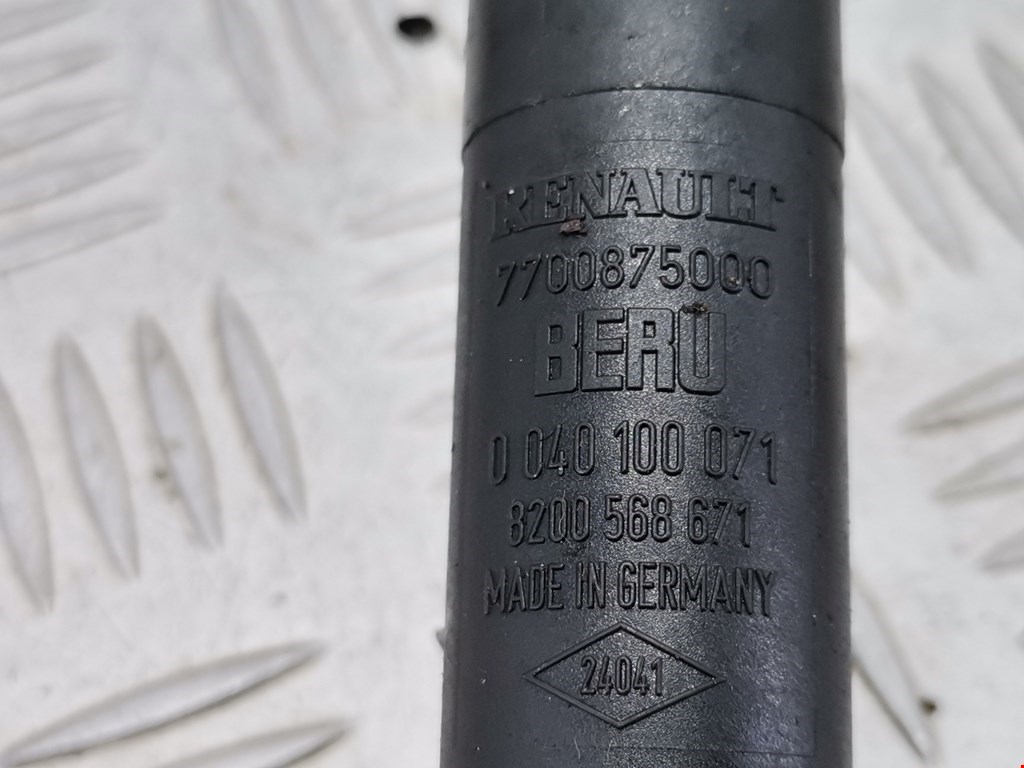 RENAULT
7700875000
BERU
0 040 100 071
8200 568 671
MADE IN GERMANY
24041